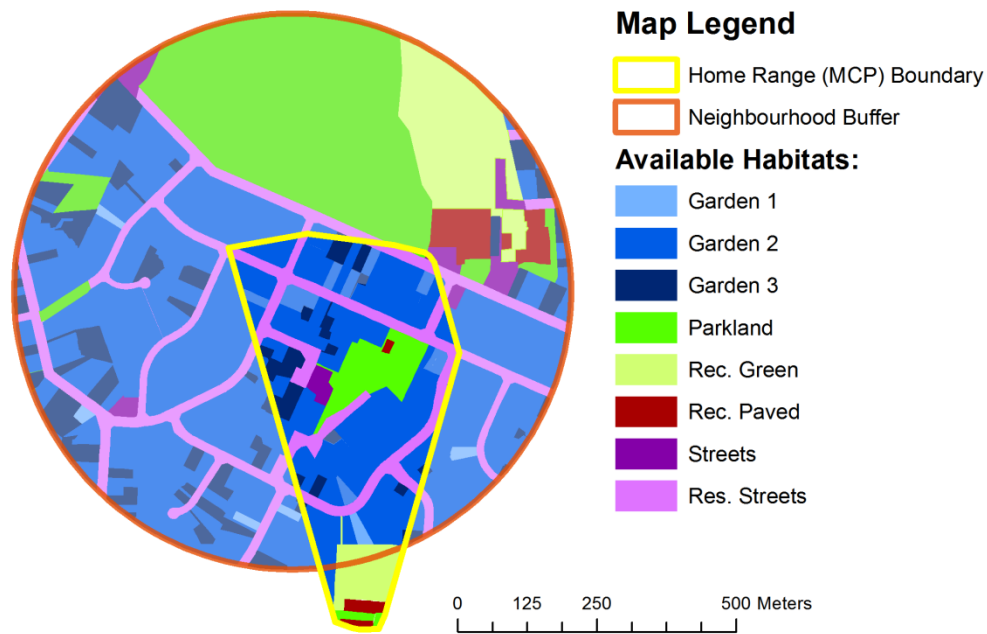 Map Legend
Home Range (MCP) Boundary
Neighbourhood Buffer
Available Habitats:
Garden 1
Garden 2
Garden 3
Parkland
Rec. Green
Rec. Paved
Streets
Res. Streets
0 125 250 500 Meters